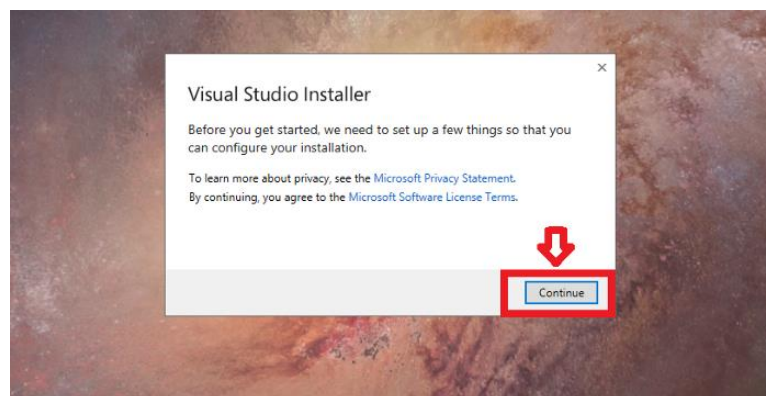 Visual Studio Installer
Before you get started, we need to set up a few things so that you
can configure your installation.
To learn more about privacy, see the Microsoft Privacy Statement.
By continuing, you agree to the Microsoft Software License Terms.
Continue